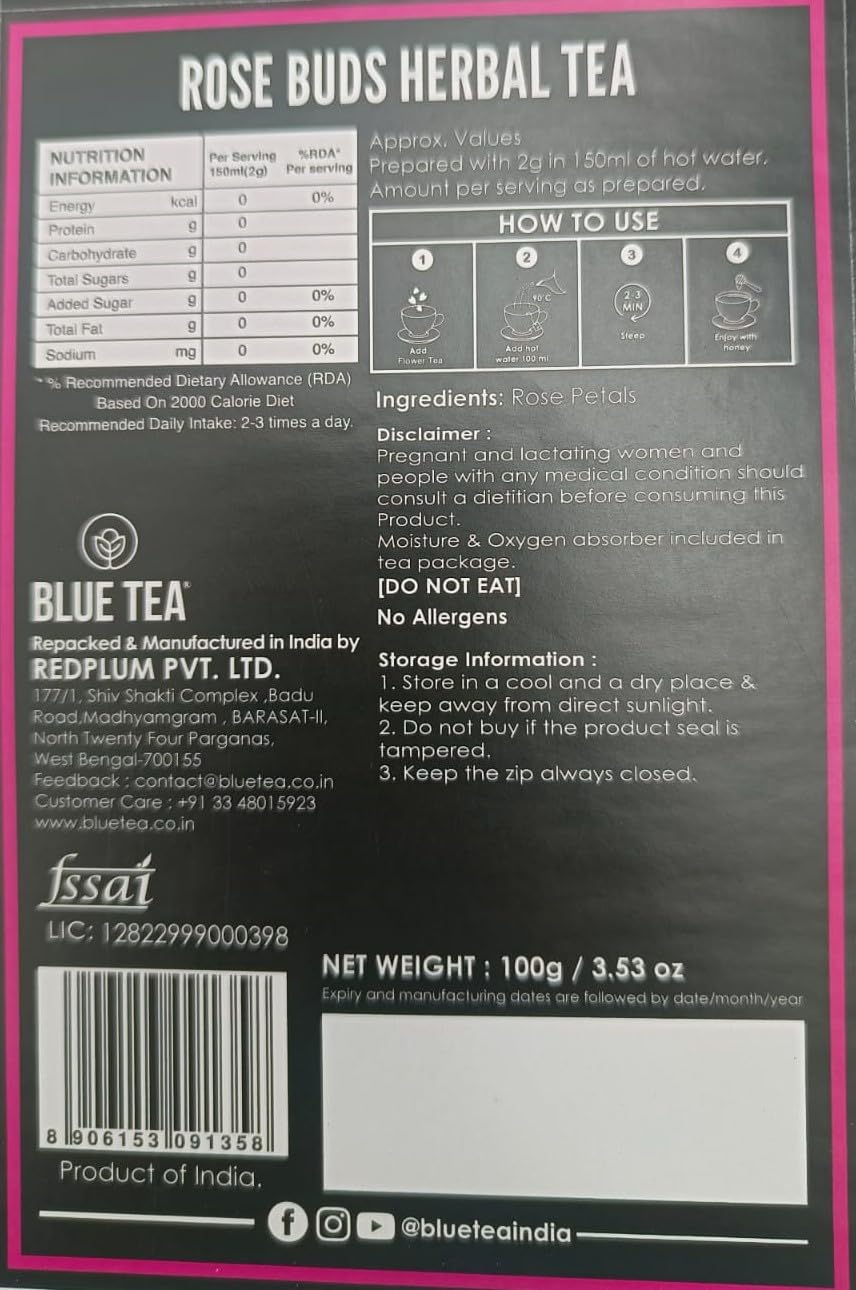 ROSE BUDS HERBAL TEA
NUTRITION INFORMATION Per Serving 150ml(2g) %RDA* Per serving
Energy kcal 0 0%
Protein g 0
Carbohydrate g 0
Total Sugars g 0
Added Sugar g 0 0%
Total Fat g 0 0%
Sodium mg 0 0%
*% Recommended Dietary Allowance (RDA)
Based On 2000 Calorie Diet
Recommended Daily Intake: 2-3 times a day.
Approx. Values
Prepared with 2g in 150ml of hot water.
Amount per serving as prepared.
HOW TO USE
1
Add
Flower Tea
2
90°C
Add hot
water 100 ml
3
2-3
MIN
Steep
4
Enjoy with
honey
Ingredients: Rose Petals
Disclaimer :
Pregnant and lactating women and
people with any medical condition should
consult a dietitian before consuming this
Product.
Moisture & Oxygen absorber included in
tea package.
[DO NOT EAT]
No Allergens
Storage Information :
1. Store in a cool and a dry place &
keep away from direct sunlight.
2. Do not buy if the product seal is
tampered.
3. Keep the zip always closed.
BLUE TEA®
Repacked & Manufactured in India by
REDPLUM PVT. LTD.
177/1, Shiv Shakti Complex ,Badu
Road,Madhyamgram , BARASAT-II,
North Twenty Four Parganas,
West Bengal-700155
Feedback : contact@bluetea.co.in
Customer Care : +91 33 48015923
www.bluetea.co.in
fssai
LIC: 12822999000398
8 906153 091358
Product of India.
NET WEIGHT : 100g / 3.53 oz
Expiry and manufacturing dates are followed by date/month/year
@blueteaindia